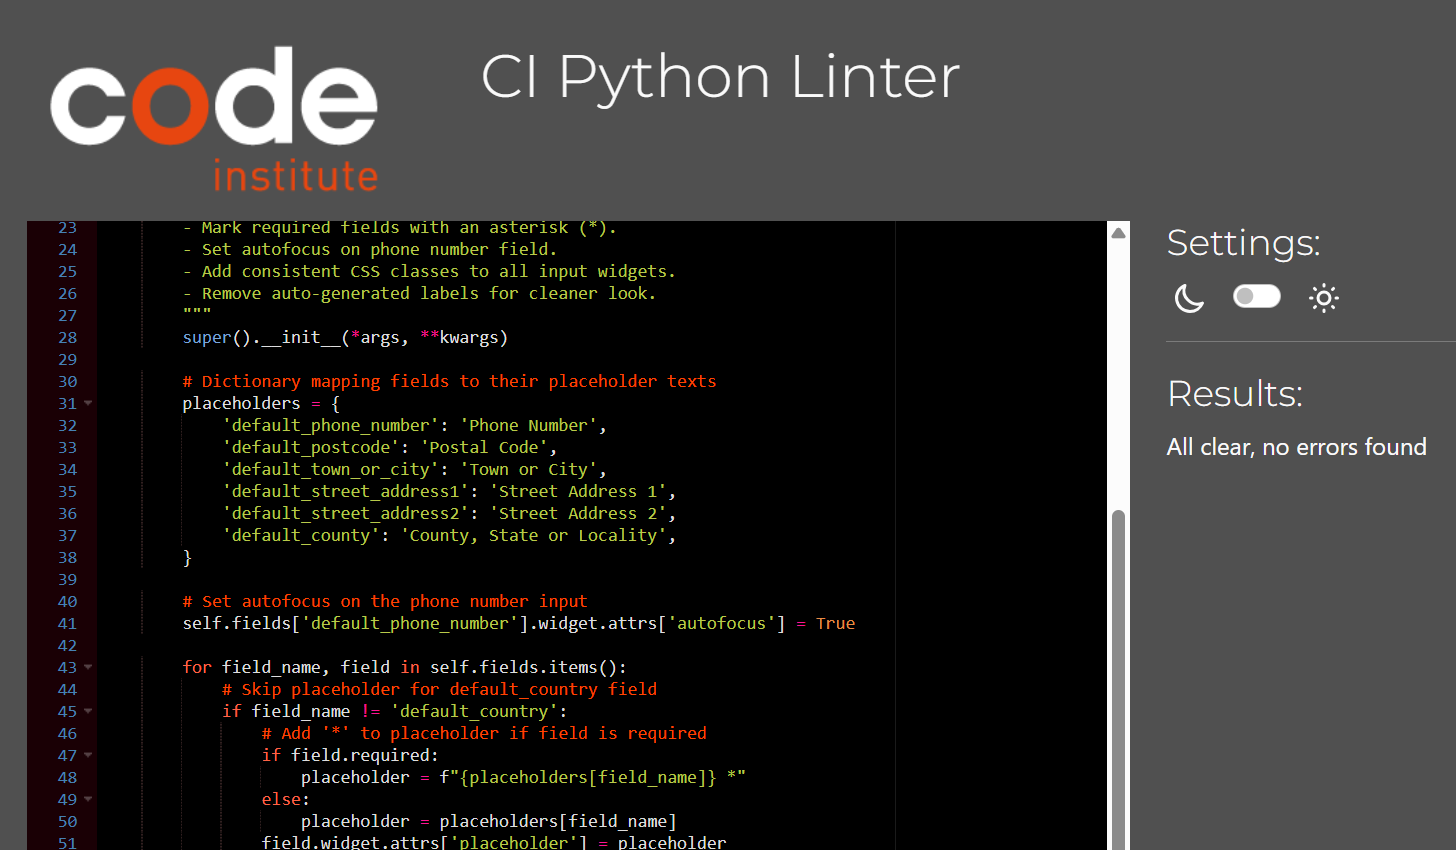 code
institute
CI Python Linter
23 - Mark required fields with an asterisk (*).
24 - Set autofocus on phone number field.
25 - Add consistent CSS classes to all input widgets.
26 - Remove auto-generated labels for cleaner look.
27 """
28 super().__init__(*args, **kwargs)
29
30 # Dictionary mapping fields to their placeholder texts
31 placeholders = {
32 'default_phone_number': 'Phone Number',
33 'default_postcode': 'Postal Code',
34 'default_town_or_city': 'Town or City',
35 'default_street_address1': 'Street Address 1',
36 'default_street_address2': 'Street Address 2',
37 'default_county': 'County, State or Locality',
38 }
39
40 # Set autofocus on the phone number input
41 self.fields['default_phone_number'].widget.attrs['autofocus'] = True
42
43 for field_name, field in self.fields.items():
44 # Skip placeholder for default_country field
45 if field_name != 'default_country':
46 # Add '*' to placeholder if field is required
47 if field.required:
48 placeholder = f"{placeholders[field_name]} *"
49 else:
50 placeholder = placeholders[field_name]
51 field.widget.attrs['placeholder'] = placeholder
Settings:
Results:
All clear, no errors found